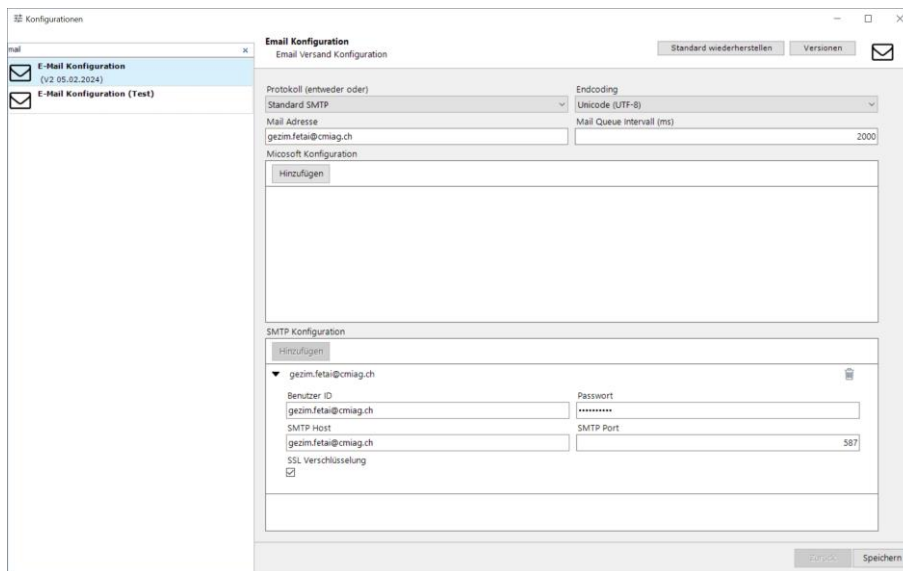 Konfigurationen
mail
E-Mail Konfiguration
(V2 05.02.2024)
E-Mail Konfiguration (Test)
Email Konfiguration
Email Versand Konfiguration
Standard wiederherstellen
Versionen
Protokoll (entweder oder)
Endcoding
Standard SMTP
Unicode (UTF-8)
Mail Adresse
Mail Queue Intervall (ms)
gezim.fetai@cmiag.ch
2000
Micosoft Konfiguration
Hinzufügen
SMTP Konfiguration
Hinzufügen
gezim.fetai@cmiag.ch
Benutzer ID
Passwort
gezim.fetai@cmiag.ch
••••••••••
SMTP Host
SMTP Port
gezim.fetai@cmiag.ch
587
SSL Verschlüsselung
Zurück
Speichern